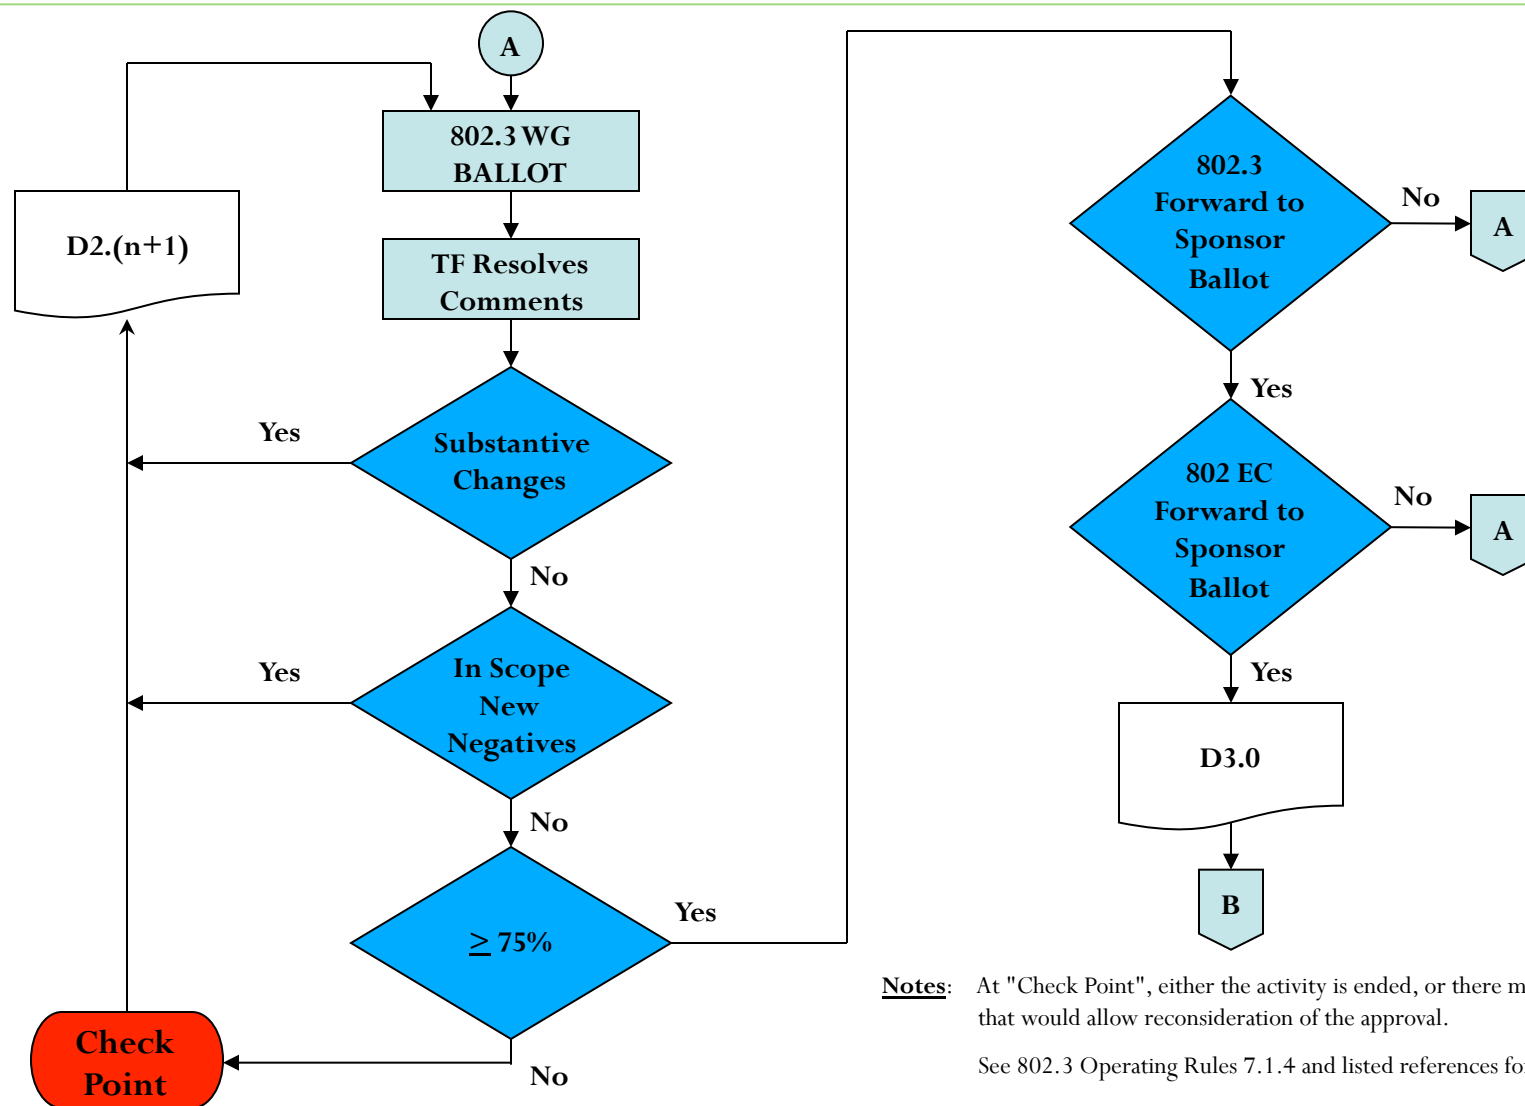 A
802.3 WG
BALLOT
D2.(n+1)
TF Resolves
Comments
Yes
Substantive
Changes
No
Yes
In Scope
New
Negatives
No
≥ 75%
Yes
No
Check
Point
802.3
Forward to
Sponsor
Ballot
No
A
Yes
802 EC
Forward to
Sponsor
Ballot
No
A
Yes
D3.0
B
Notes: At "Check Point", either the activity is ended, or there
that would allow reconsideration of the approval.
See 802.3 Operating Rules 7.1.4 and listed references